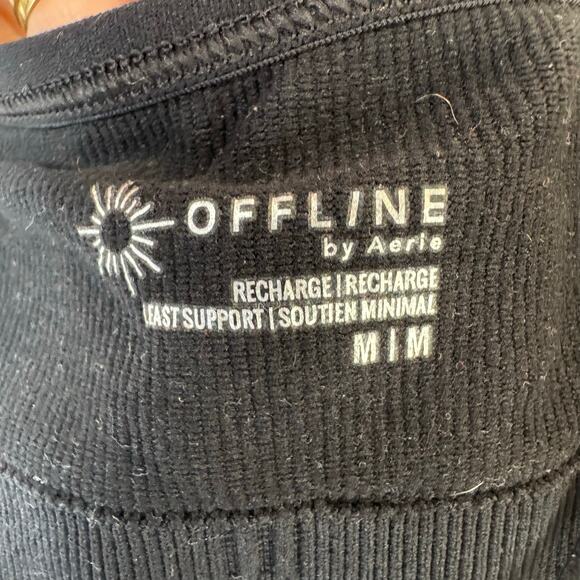 OFFLINE
by Aerie
RECHARGE | RECHARGE
LEAST SUPPORT | SOUTIEN MINIMAL
M | M